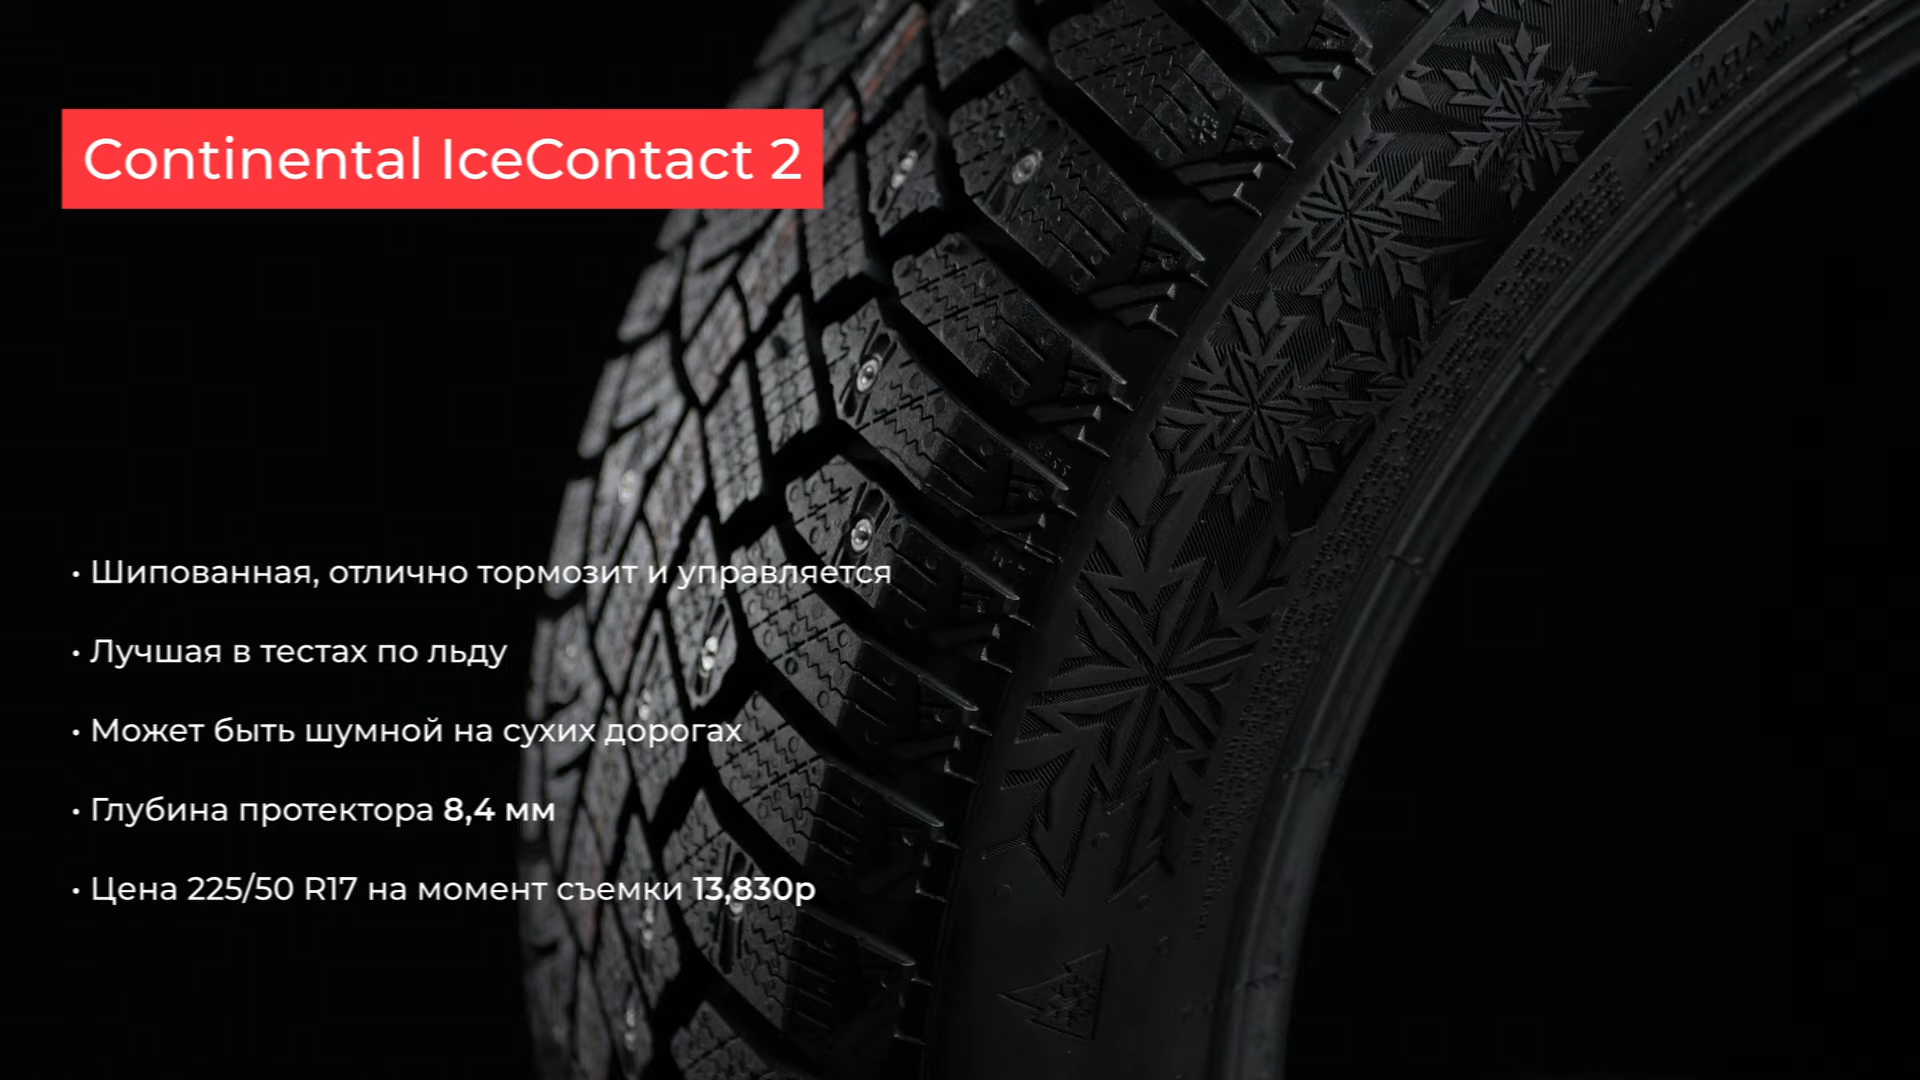 Continental IceContact 2
• Шипованная, отлично тормозит и управляется
• Лучшая в тестах по льду
• Может быть шумной на сухих дорогах
• Глубина протектора 8,4 мм
• Цена 225/50 R17 на момент съемки 13,830р
WARNING